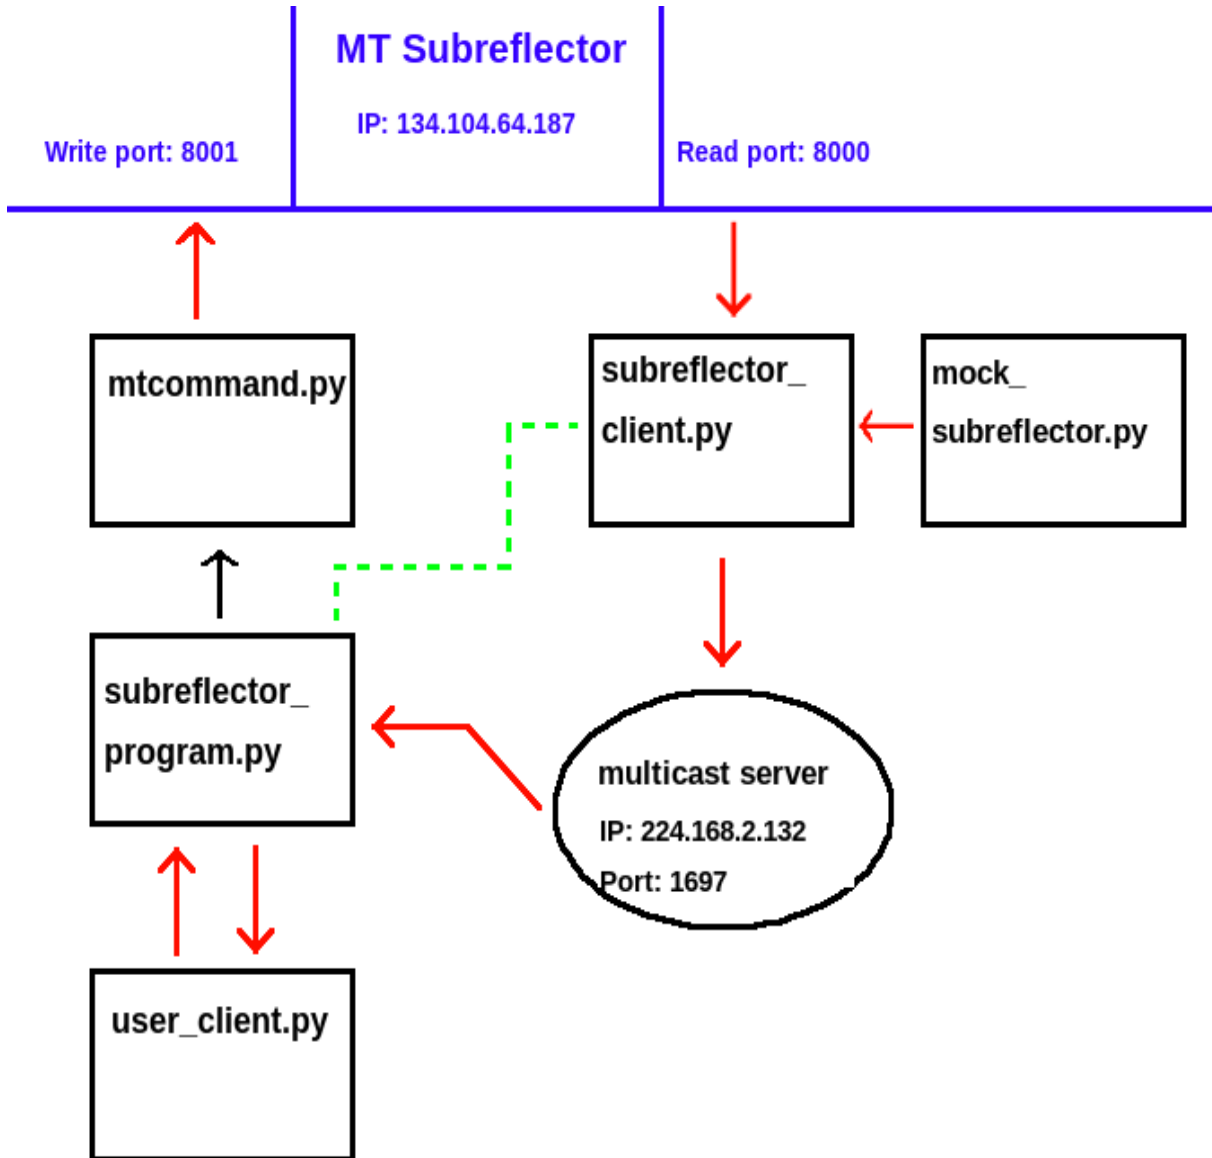 MT Subreflector
IP: 134.104.64.187
Write port: 8001
Read port: 8000
mtcommand.py
subreflector_
client.py
mock_
subreflector.py
subreflector_
program.py
multicast server
IP: 224.168.2.132
Port: 1697
user_client.py